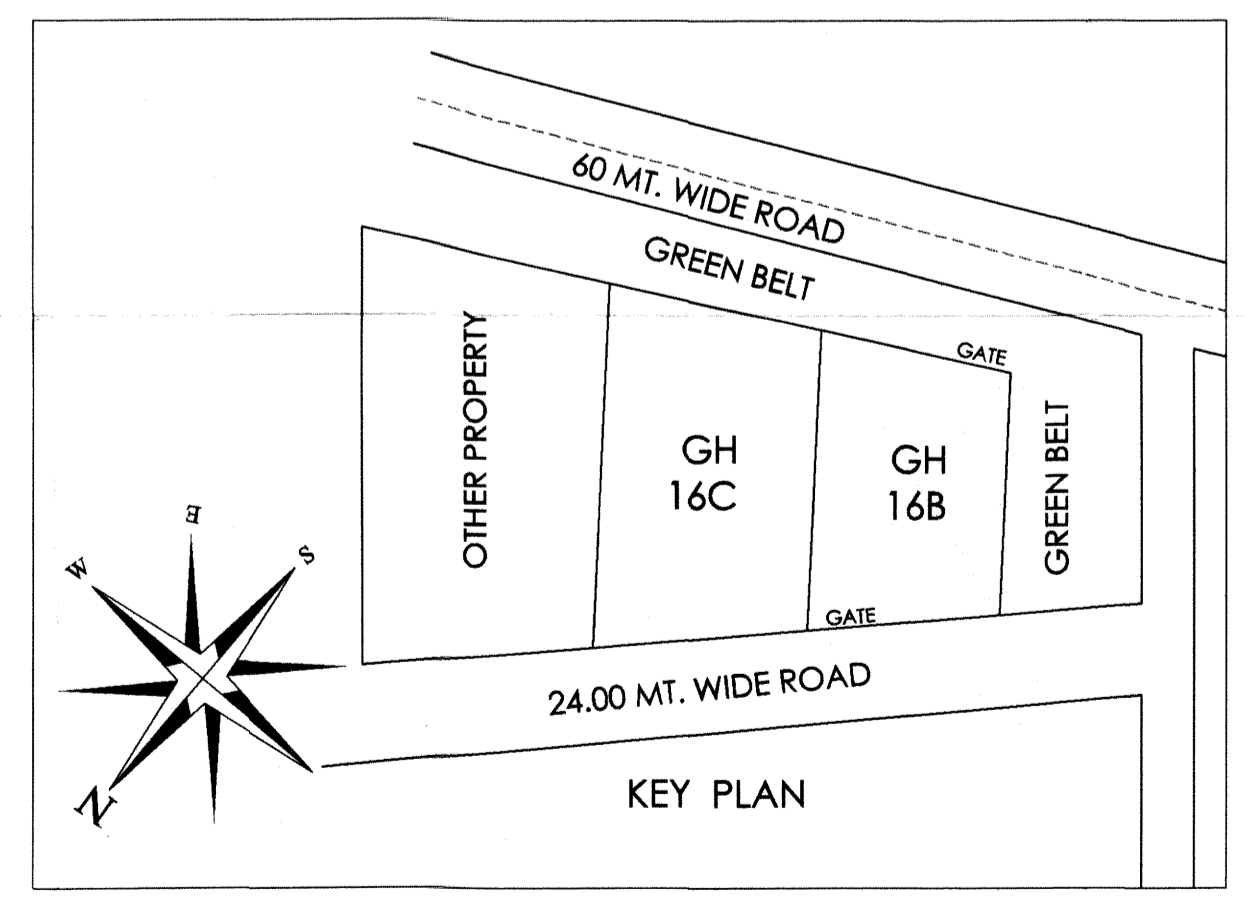 60 MT. WIDE ROAD
GREEN BELT
GATE
OTHER PROPERTY
GH
16C
GH
16B
GREEN BELT
E
W
S
N
GATE
24.00 MT. WIDE ROAD
KEY PLAN